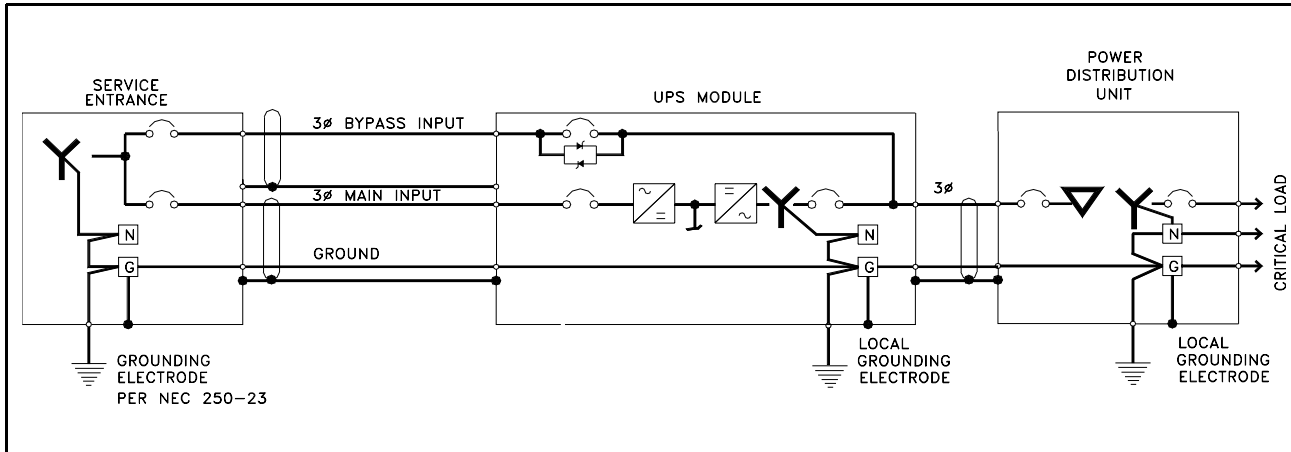 SERVICE
ENTRANCE
UPS MODULE
POWER
DISTRIBUTION
UNIT
3ø BYPASS INPUT
3ø MAIN INPUT
3ø
N
N
N
GROUND
G
G
G
CRITICAL LOAD
GROUNDING
ELECTRODE
PER NEC 250-23
LOCAL
GROUNDING
ELECTRODE
LOCAL
GROUNDING
ELECTRODE